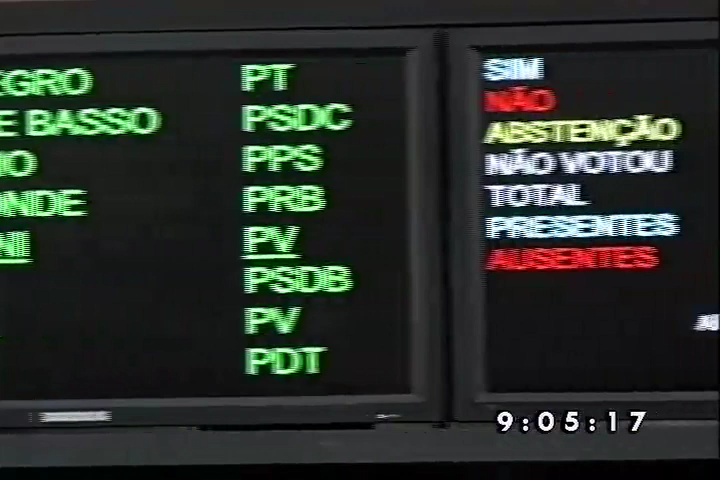 EGRO PT
E BASSO PSDC
IO PPS
NDE PRB
NI PV
PSDB
PV
PDT
SIM
NÃO
ABSTENÇÃO
NÃO VOTOU
TOTAL
PRESENTES
AUSENTES
9:05:17